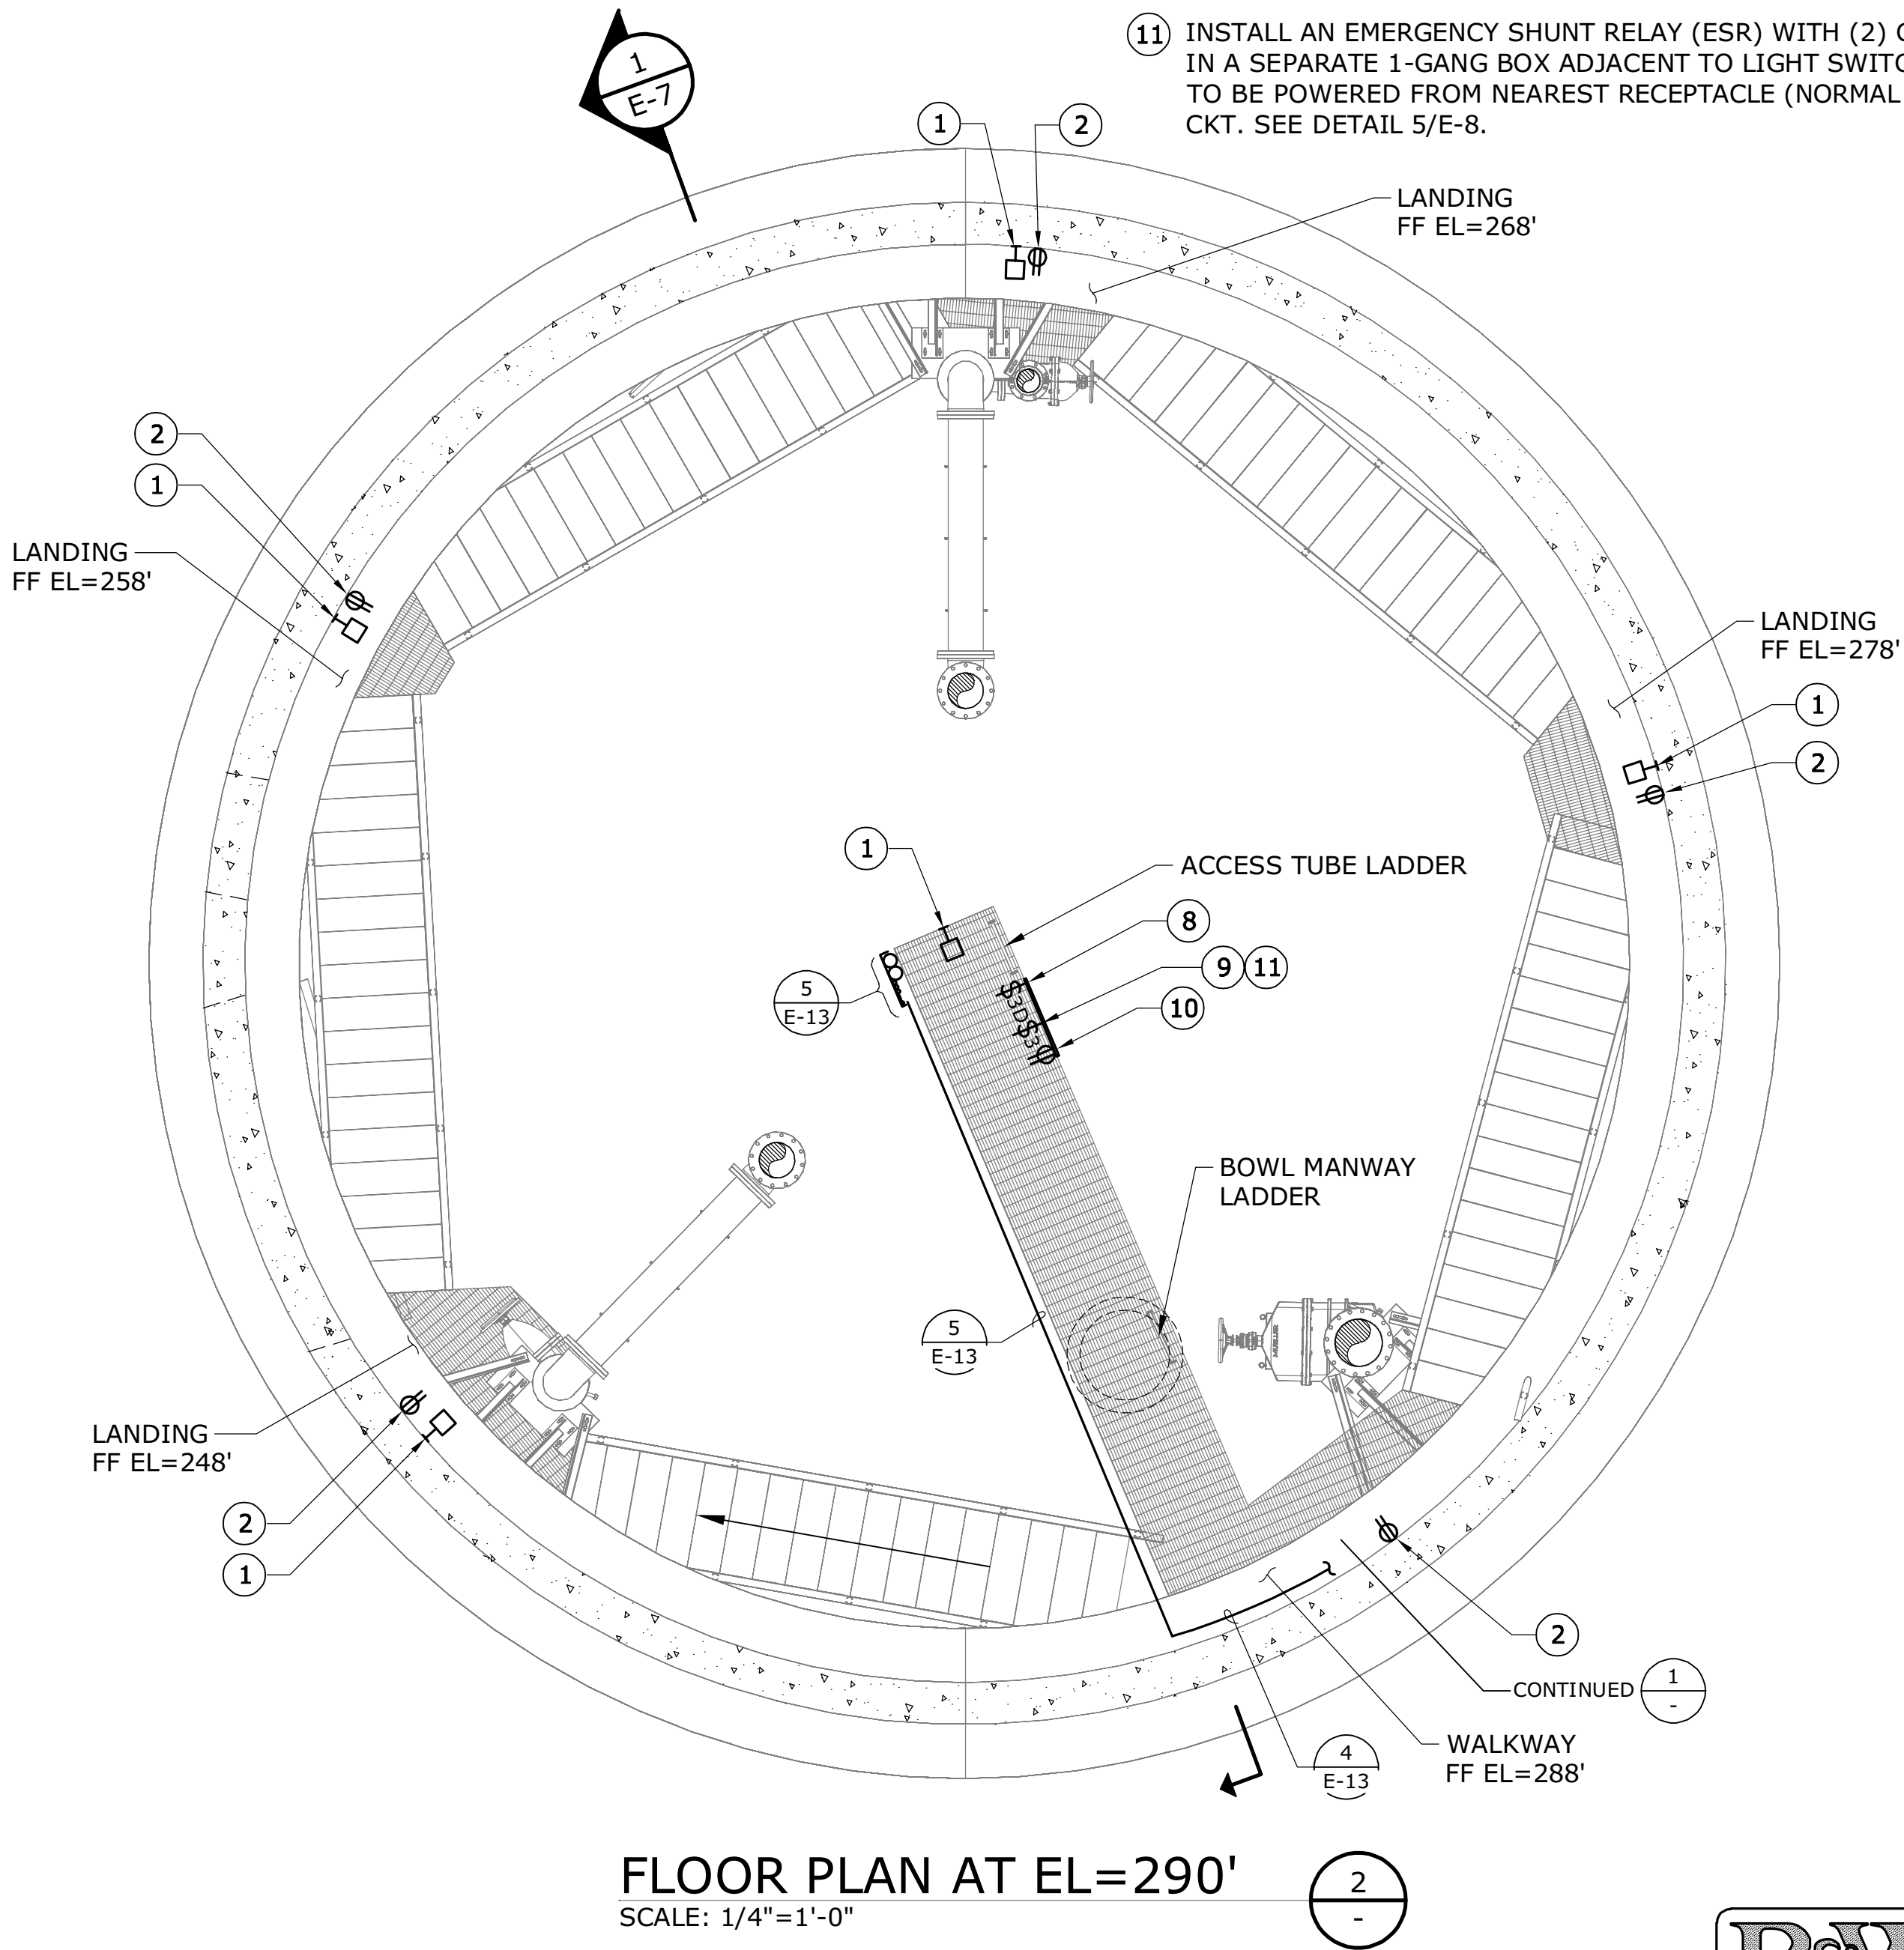 11 INSTALL AN EMERGENCY SHUNT RELAY (ESR) WITH (2)
IN A SEPARATE 1-GANG BOX ADJACENT TO LIGHT
TO BE POWERED FROM NEAREST RECEPTACLE (NORMAL
CKT. SEE DETAIL 5/E-8.
1
E-7
1
2
LANDING
FF EL=268'
2
1
LANDING
FF EL=258'
LANDING
FF EL=278'
1
2
1
ACCESS TUBE LADDER
8
9 11
10
5
E-13
$3D$3
BOWL MANWAY
LADDER
5
E-13
MUELLER
LANDING
FF EL=248'
2
1
2
CONTINUED
1
-
WALKWAY
FF EL=288'
4
E-13
FLOOR PLAN AT EL=290'
SCALE: 1/4"=1'-0"
2
-